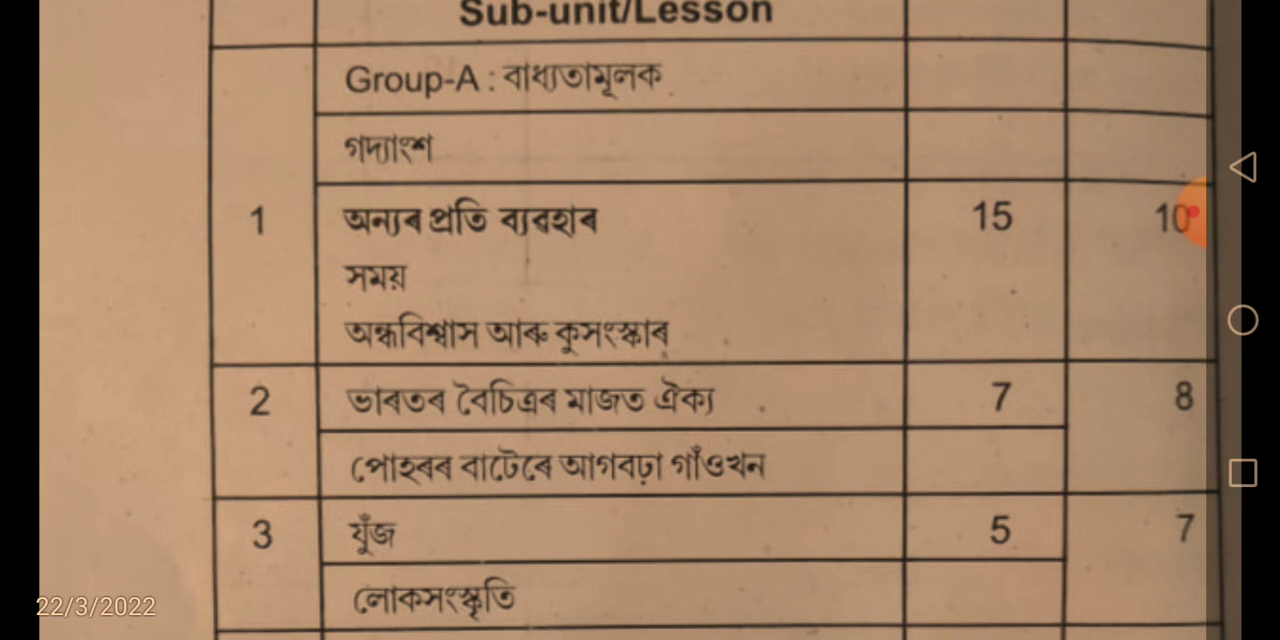 Sub-unit/Lesson
Group-A : বাধ্যতামূলক
গদ্যাংশ
1 অন্যৰ প্ৰতি ব্যৱহাৰ 15 10
সময়
অন্ধবিশ্বাস আৰু কুসংস্কাৰ
2 ভাৰতৰ বৈচিত্ৰৰ মাজত ঐক্য 7 8
পোহৰৰ বাটেৰে আগবঢ়া গাঁওখন
3 যুঁজ 5 7
লোকসংস্কৃতি
22/3/2022